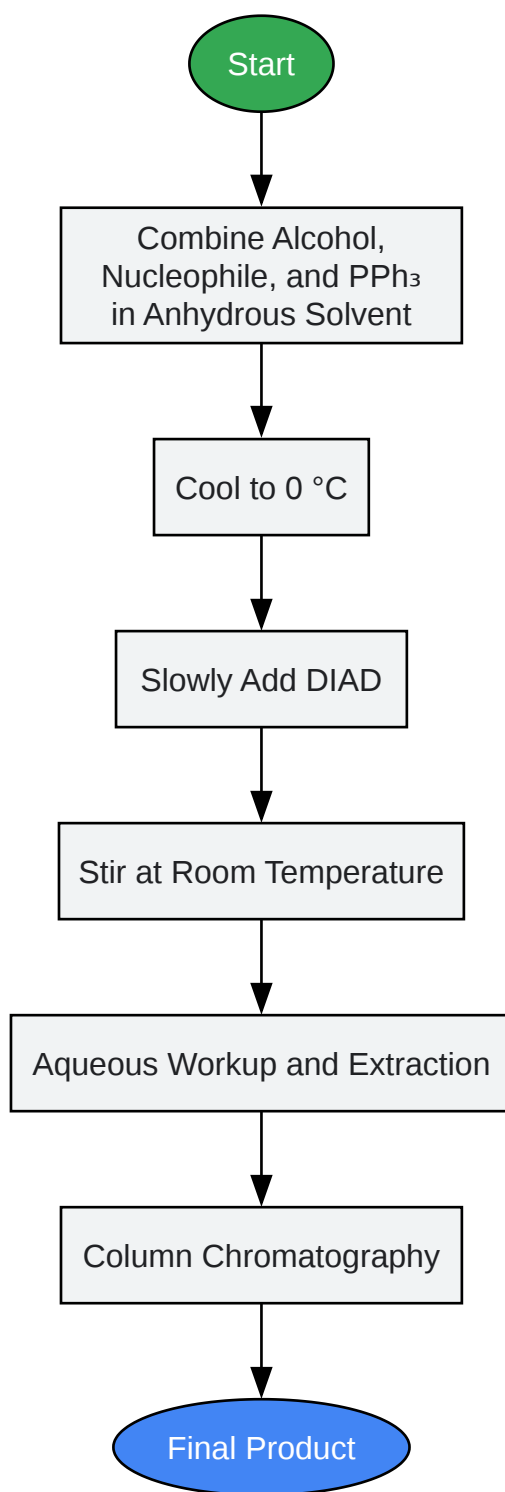 Start
Combine Alcohol,
Nucleophile, and PPh₃
in Anhydrous Solvent
Cool to 0 °C
Slowly Add DIAD
Stir at Room Temperature
Aqueous Workup and Extraction
Column Chromatography
Final Product